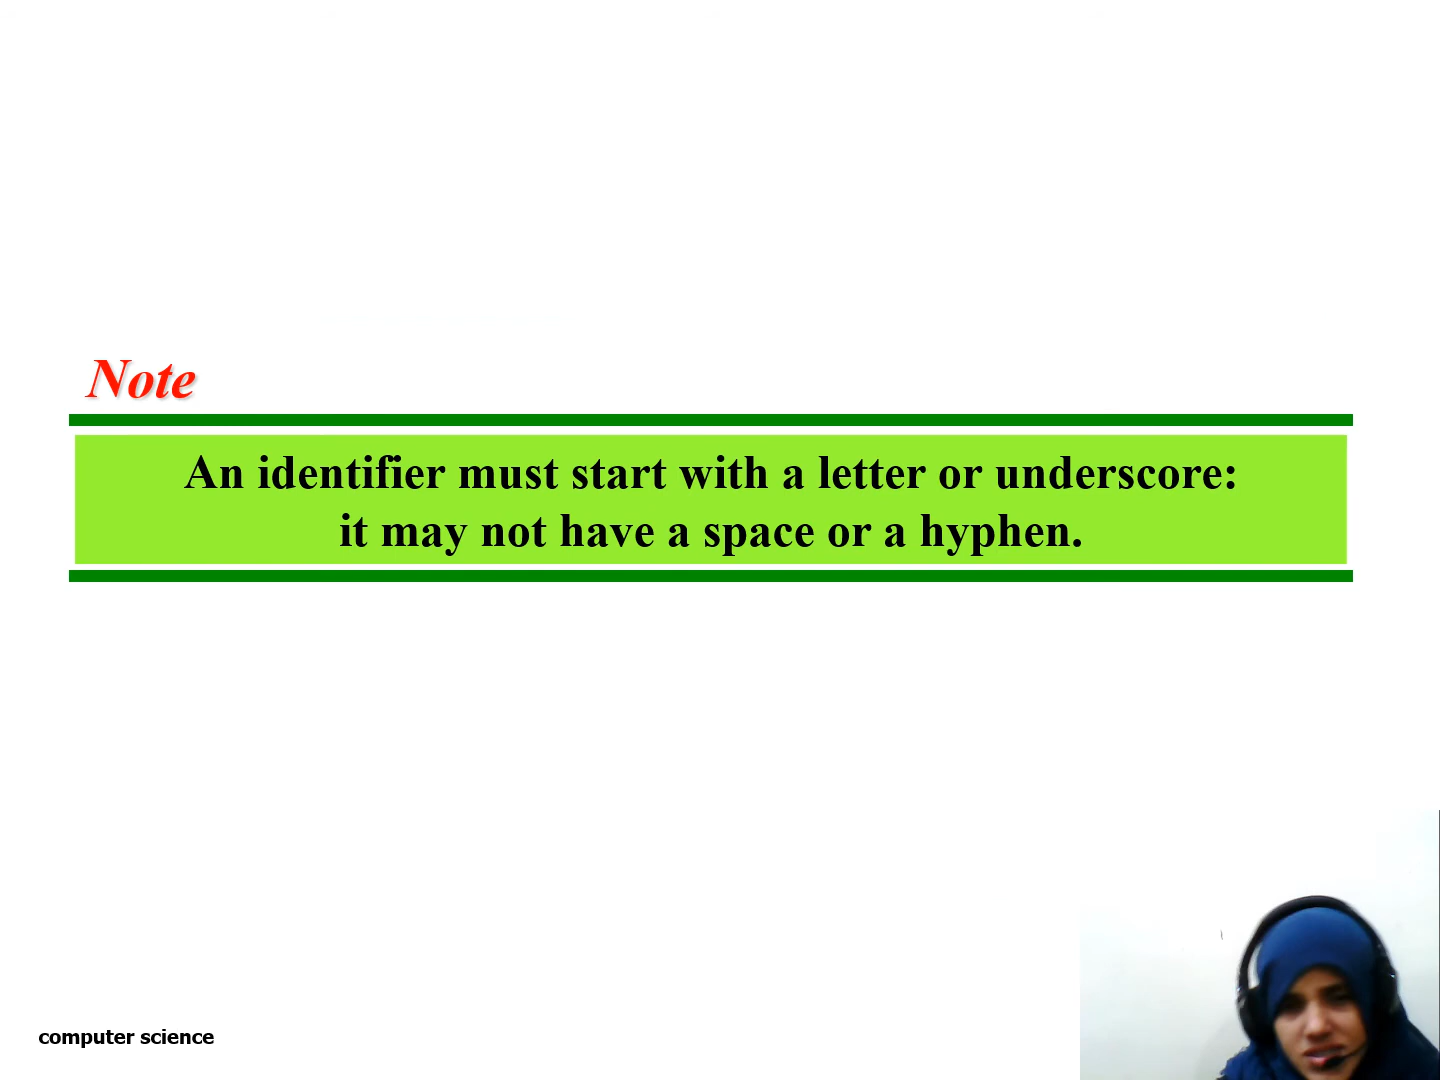 Note
An identifier must start with a letter or underscore:
it may not have a space or a hyphen.
computer science